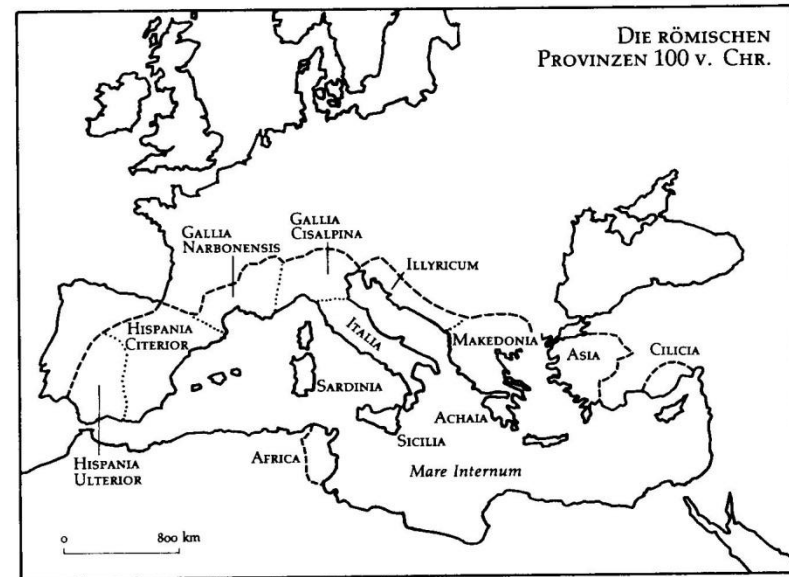 DIE RÖMISCHEN
PROVINZEN 100 V. CHR.
GALLIA
NARBONENSIS
GALLIA
CISALPINA
ILLYRICUM
HISPANIA
CITERIOR
ITALIA
MAKEDONIA
ASIA
CILICIA
SARDINIA
ACHAIA
SICILIA
HISPANIA
ULTERIOR
AFRICA
Mare Internum
0 800 km